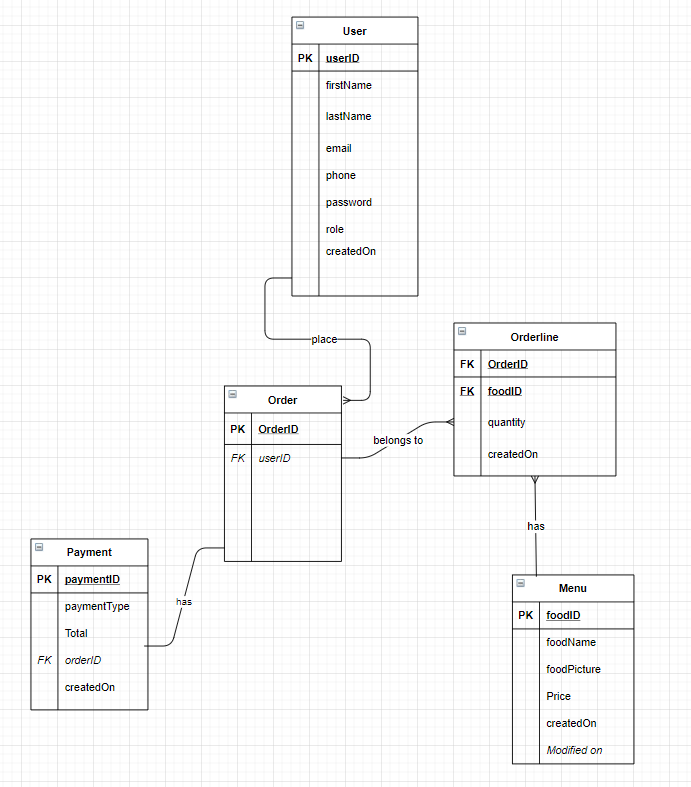 User
PK userID
firstName
lastName
email
phone
password
role
createdOn
place
Orderline
FK OrderID
FK foodID
quantity
createdOn
Order
PK OrderID
FK userID
belongs to
has
Payment
PK paymentID
paymentType
Total
FK orderID
createdOn
has
Menu
PK foodID
foodName
foodPicture
Price
createdOn
Modified on